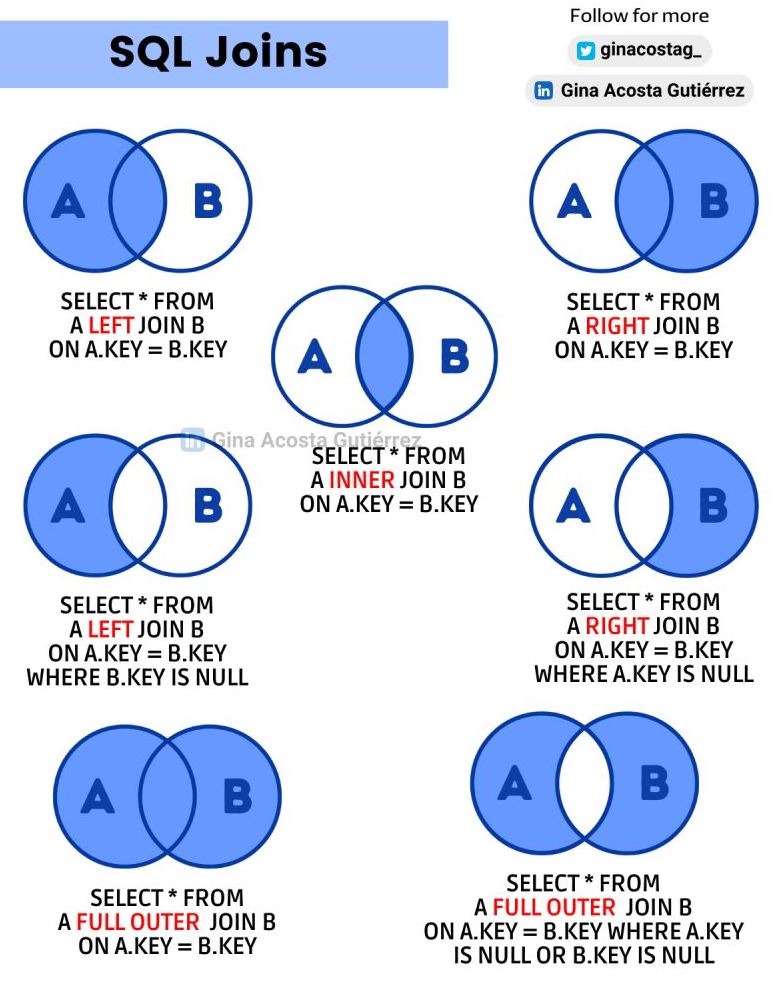 SQL Joins
Follow for more
ginacostag_
in Gina Acosta Gutiérrez
A B
SELECT * FROM
A LEFT JOIN B
ON A.KEY = B.KEY
A B
SELECT * FROM
A RIGHT JOIN B
ON A.KEY = B.KEY
A B
in Gina Acosta Gutiérrez
SELECT * FROM
A INNER JOIN B
ON A.KEY = B.KEY
A B
SELECT * FROM
A LEFT JOIN B
ON A.KEY = B.KEY
WHERE B.KEY IS NULL
A B
SELECT * FROM
A RIGHT JOIN B
ON A.KEY = B.KEY
WHERE A.KEY IS NULL
A B
SELECT * FROM
A FULL OUTER JOIN B
ON A.KEY = B.KEY
A B
SELECT * FROM
A FULL OUTER JOIN B
ON A.KEY = B.KEY WHERE A.KEY
IS NULL OR B.KEY IS NULL